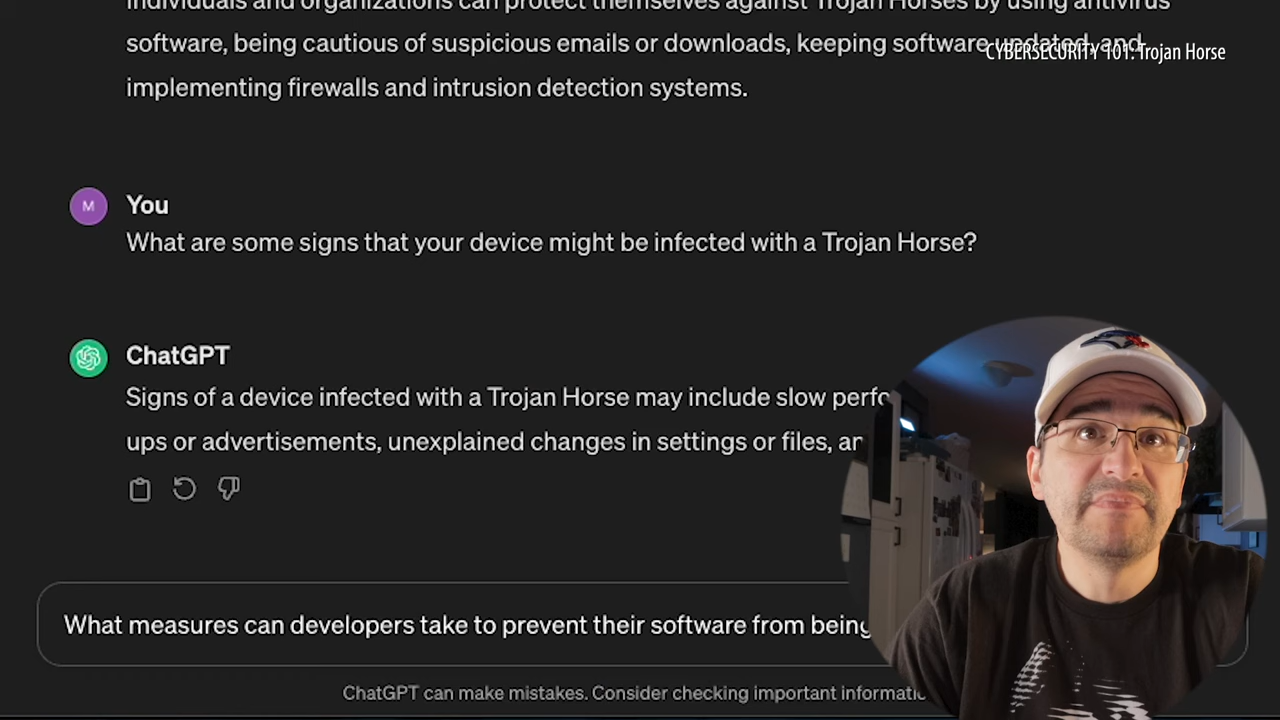 individuals and organizations can protect themselves against Trojan Horses by using antivirus
software, being cautious of suspicious emails or downloads, keeping software updated, and
CYBERSECURITY 101: Trojan Horse
implementing firewalls and intrusion detection systems.
M
You
What are some signs that your device might be infected with a Trojan Horse?
ChatGPT
Signs of a device infected with a Trojan Horse may include slow perfo
ups or advertisements, unexplained changes in settings or files, an
What measures can developers take to prevent their software from being
ChatGPT can make mistakes. Consider checking important informatio